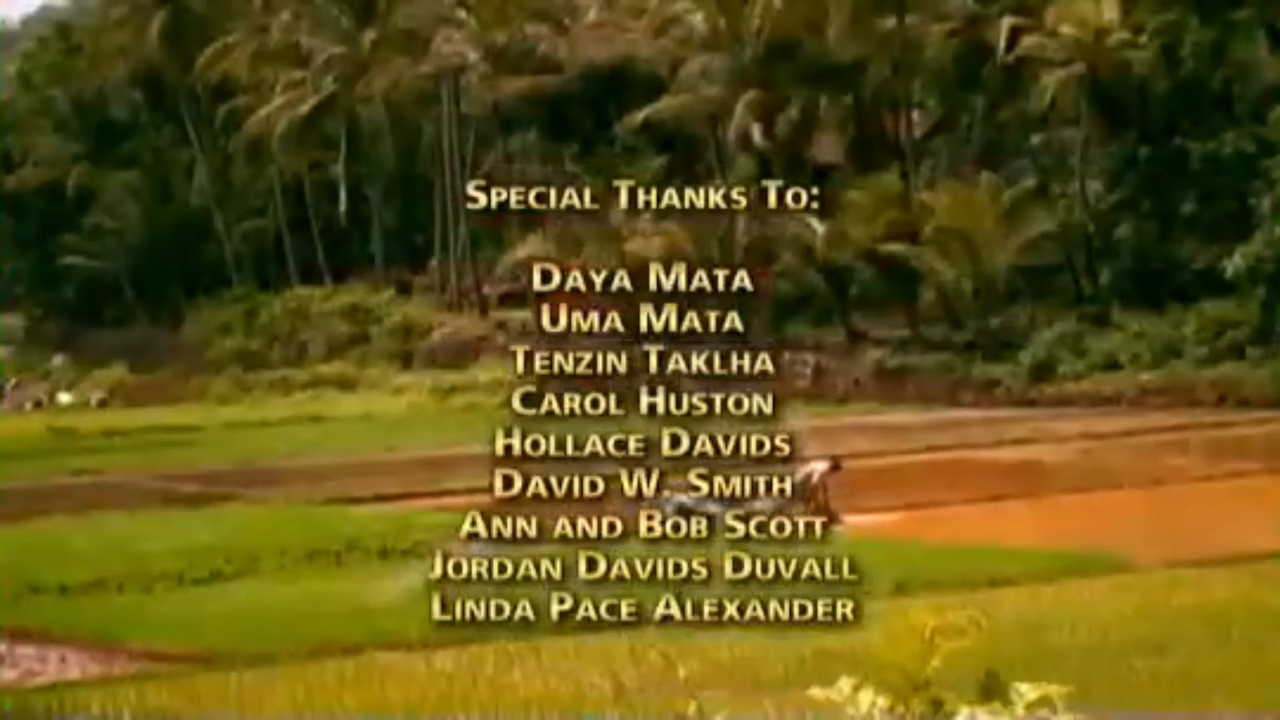 SPECIAL THANKS TO:
DAYA MATA
UMA MATA
TENZIN TAKLHA
CAROL HUSTON
HOLLACE DAVIDS
DAVID W. SMITH
ANN AND BOB SCOTT
JORDAN DAVIDS DUVALL
LINDA PACE ALEXANDER